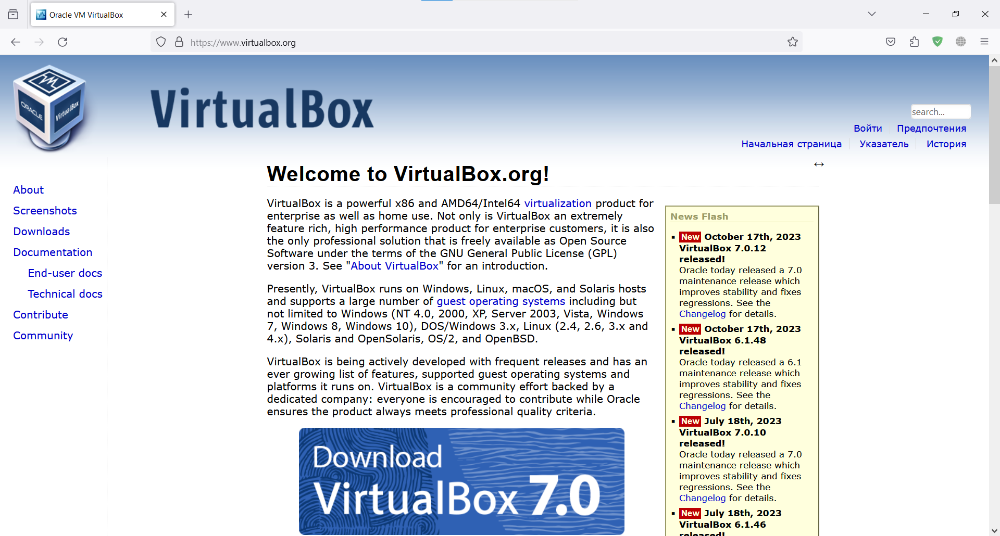 Oracle VM VirtualBox
https://www.virtualbox.org
ORACLE
VirtualBox
VirtualBox
search...
Войти
Предпочтения
Начальная страница
Указатель
История
About
Screenshots
Downloads
Documentation
End-user docs
Technical docs
Contribute
Community
Welcome to VirtualBox.org!
VirtualBox is a powerful x86 and AMD64/Intel64 virtualization product for
enterprise as well as home use. Not only is VirtualBox an extremely
feature rich, high performance product for enterprise customers, it is also
the only professional solution that is freely available as Open Source
Software under the terms of the GNU General Public License (GPL)
version 3. See "About VirtualBox" for an introduction.
Presently, VirtualBox runs on Windows, Linux, macOS, and Solaris hosts
and supports a large number of guest operating systems including but
not limited to Windows (NT 4.0, 2000, XP, Server 2003, Vista, Windows
7, Windows 8, Windows 10), DOS/Windows 3.x, Linux (2.4, 2.6, 3.x and
4.x), Solaris and OpenSolaris, OS/2, and OpenBSD.
VirtualBox is being actively developed with frequent releases and has an
ever growing list of features, supported guest operating systems and
platforms it runs on. VirtualBox is a community effort backed by a
dedicated company: everyone is encouraged to contribute while Oracle
ensures the product always meets professional quality criteria.
Download
VirtualBox 7.0
News Flash
New October 17th, 2023
VirtualBox 7.0.12
released!
Oracle today released a 7.0
maintenance release which
improves stability and fixes
regressions. See the
Changelog for details.
New October 17th, 2023
VirtualBox 6.1.48
released!
Oracle today released a 6.1
maintenance release which
improves stability and fixes
regressions. See the
Changelog for details.
New July 18th, 2023
VirtualBox 7.0.10
released!
Oracle today released a 7.0
maintenance release which
improves stability and fixes
regressions. See the
Changelog for details.
New July 18th, 2023
VirtualBox 6.1.46
released!